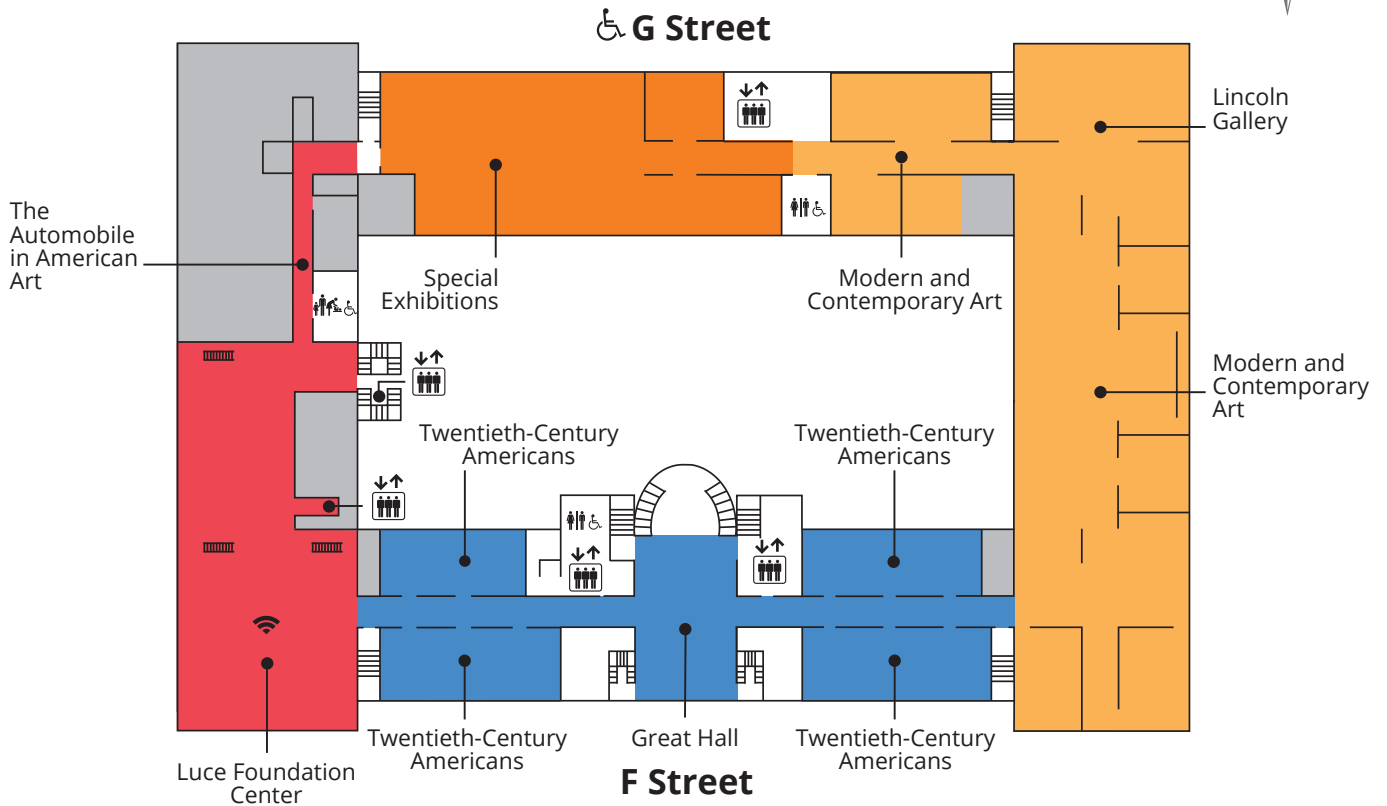 G Street
Lincoln
Gallery
The
Automobile
in American
Art
Special
Exhibitions
Modern and
Contemporary Art
Modern and
Contemporary
Art
Twentieth-Century
Americans
Twentieth-Century
Americans
Twentieth-Century
Americans
Great Hall
Twentieth-Century
Americans
Luce Foundation
Center
F Street